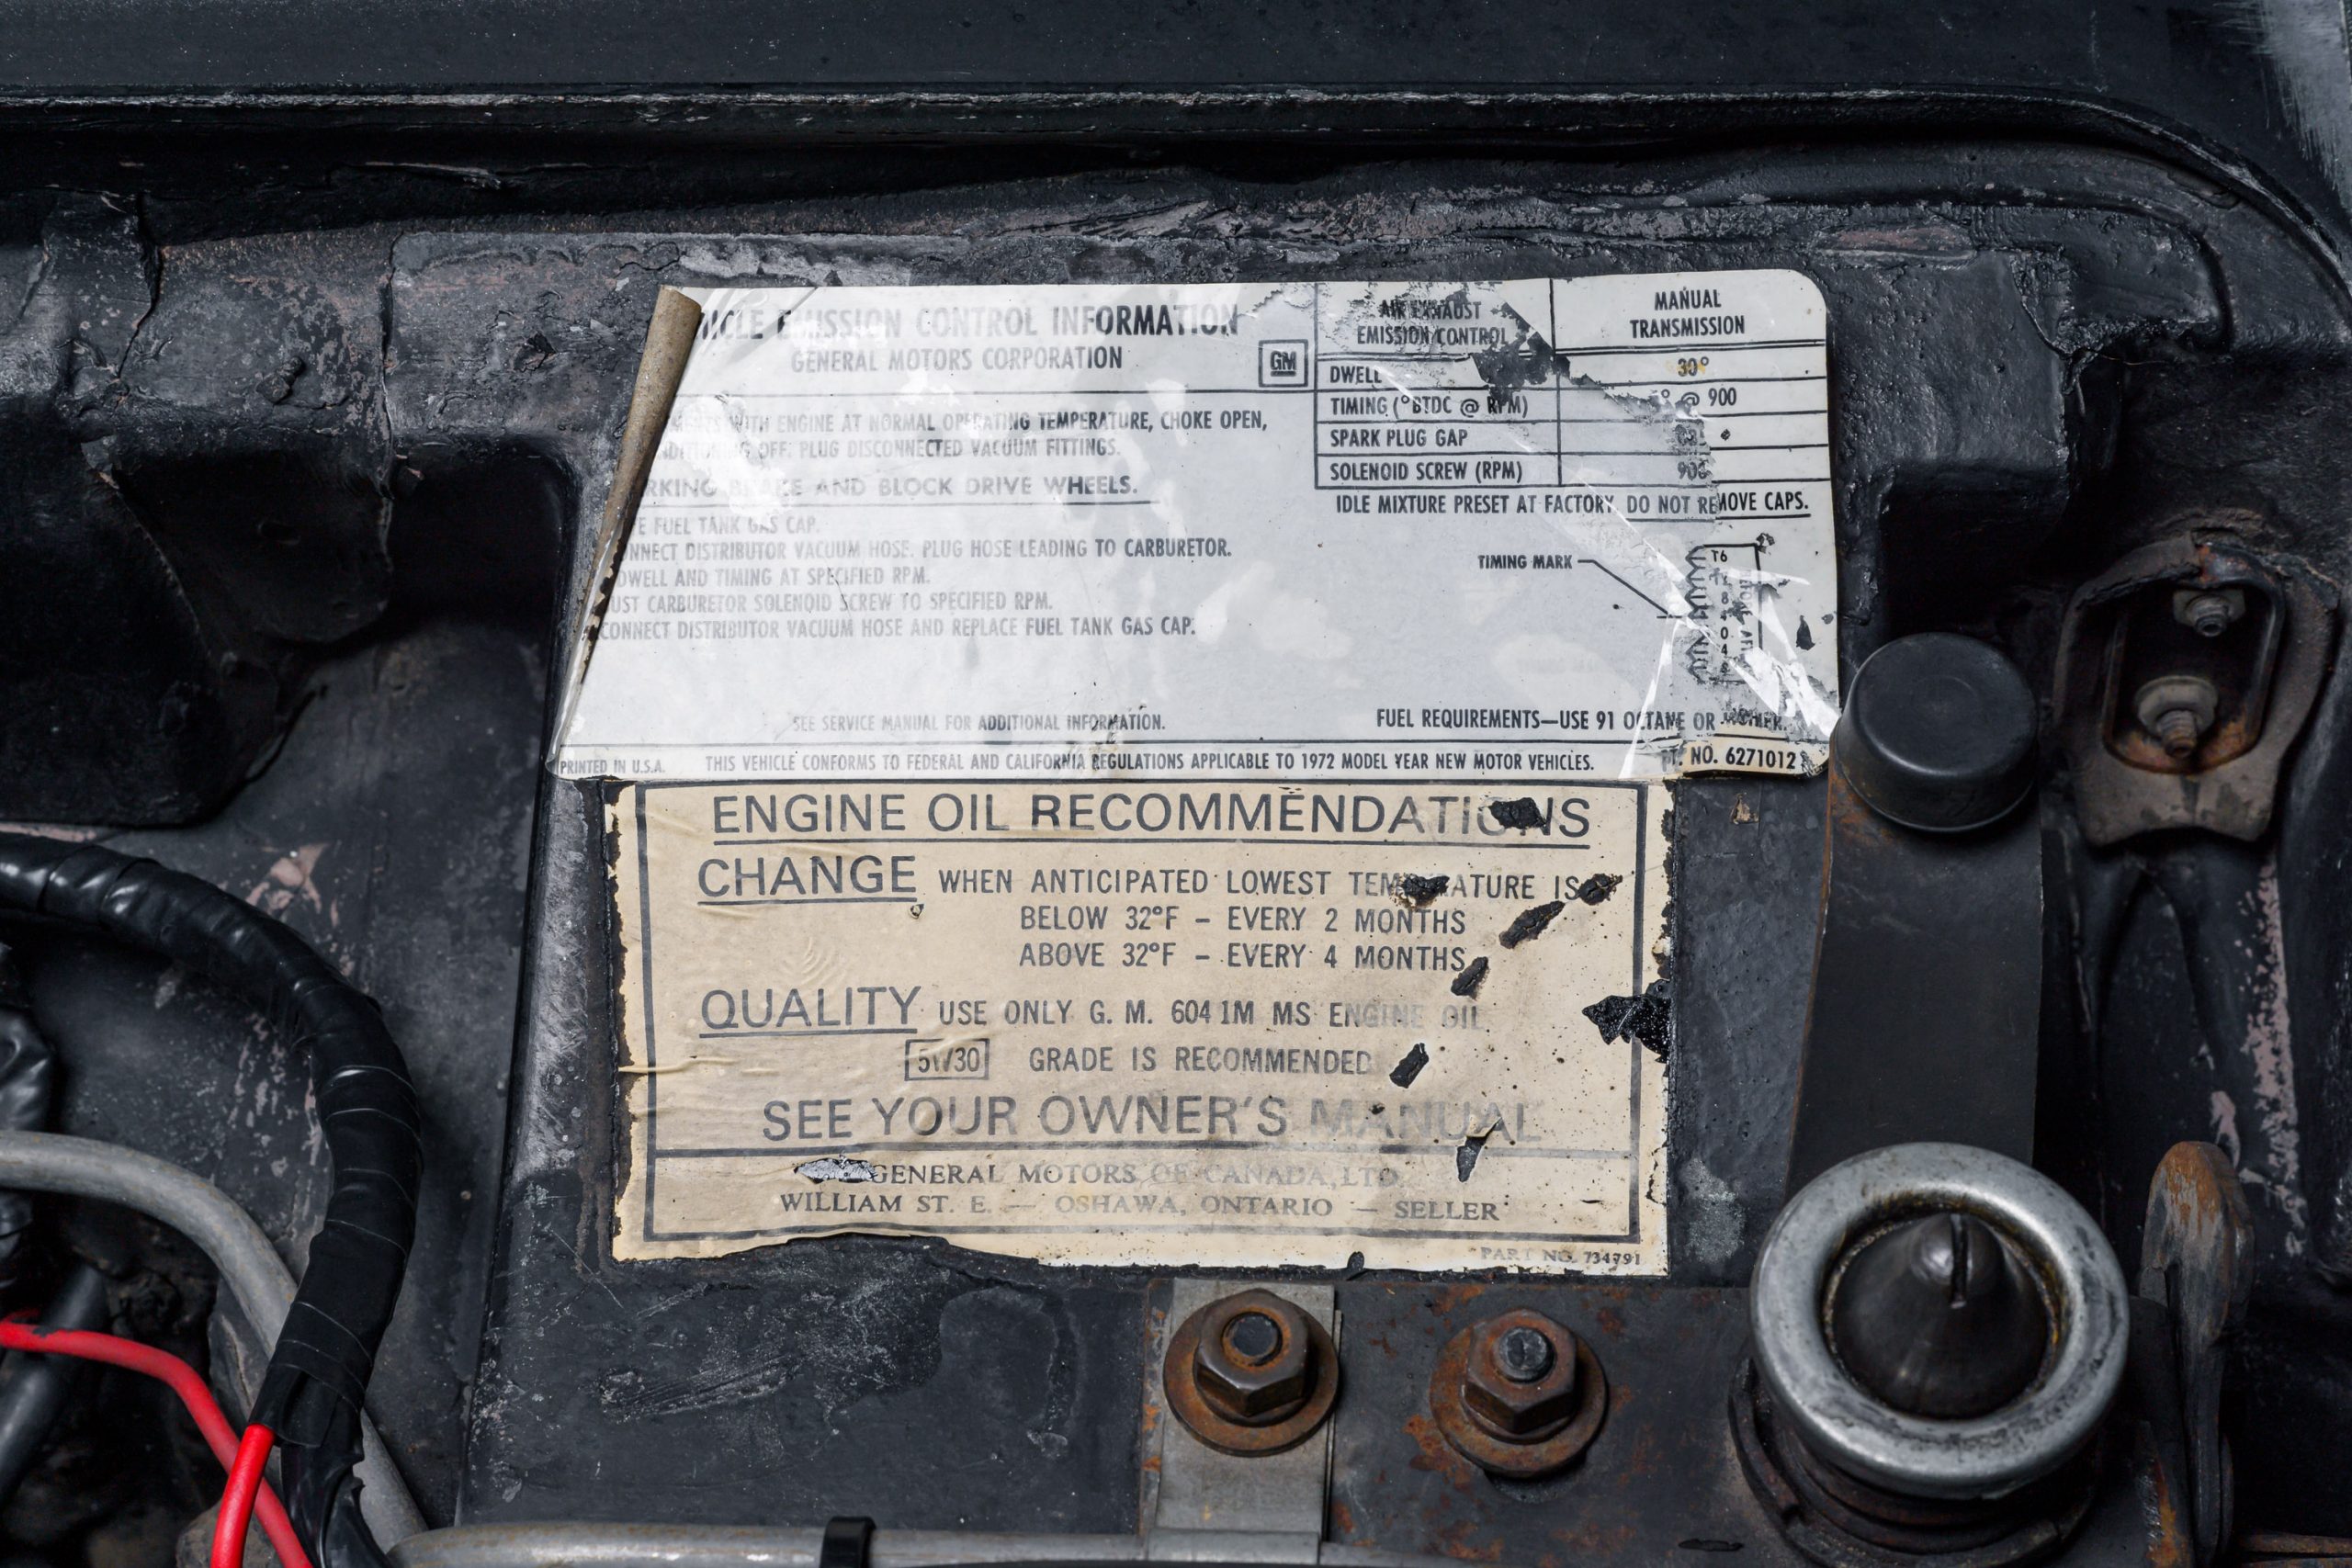 EMISSION CONTROL INFORMATION
GENERAL MOTORS CORPORATION
GM
WITH ENGINE AT NORMAL OPERATING TEMPERATURE, CHOKE OPEN,
OFF. PLUG DISCONNECTED VACUUM FITTINGS.
BRAKE AND BLOCK DRIVE WHEELS.
FUEL TANK GAS CAP.
DISTRIBUTOR VACUUM HOSE. PLUG HOSE LEADING TO CARBURETOR.
DWELL AND TIMING AT SPECIFIED RPM.
CARBURETOR SOLENOID SCREW TO SPECIFIED RPM.
CONNECT DISTRIBUTOR VACUUM HOSE AND REPLACE FUEL TANK GAS CAP.
SEE SERVICE MANUAL FOR ADDITIONAL INFORMATION.
AIR EXHAUST
EMISSION CONTROL
MANUAL
TRANSMISSION
DWELL 30°
TIMING (°BTDC @ RPM) @ 900
SPARK PLUG GAP
SOLENOID SCREW (RPM) 900
IDLE MIXTURE PRESET AT FACTORY. DO NOT REMOVE CAPS.
TIMING MARK
FUEL REQUIREMENTS—USE 91 OCTANE OR HIGHER.
PRINTED IN U.S.A. THIS VEHICLE CONFORMS TO FEDERAL AND CALIFORNIA REGULATIONS APPLICABLE TO 1972 MODEL YEAR NEW MOTOR VEHICLES. PT. NO. 6271012
ENGINE OIL RECOMMENDATIONS
CHANGE WHEN ANTICIPATED LOWEST TEMPERATURE IS
BELOW 32°F – EVERY 2 MONTHS
ABOVE 32°F – EVERY 4 MONTHS
QUALITY USE ONLY G. M. 6041M MS ENGINE OIL
5W30 GRADE IS RECOMMENDED
SEE YOUR OWNER'S MANUAL
GENERAL MOTORS OF CANADA, LTD.
WILLIAM ST. E. — OSHAWA, ONTARIO — SELLER
PART NO. 734791